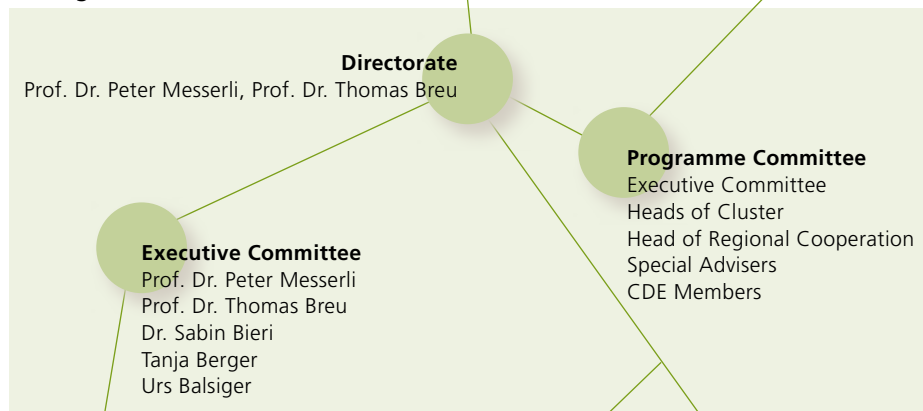 Directorate
Prof. Dr. Peter Messerli, Prof. Dr. Thomas Breu
Programme Committee
Executive Committee
Heads of Cluster
Head of Regional Cooperation
Special Advisers
CDE Members
Executive Committee
Prof. Dr. Peter Messerli
Prof. Dr. Thomas Breu
Dr. Sabin Bieri
Tanja Berger
Urs Balsiger